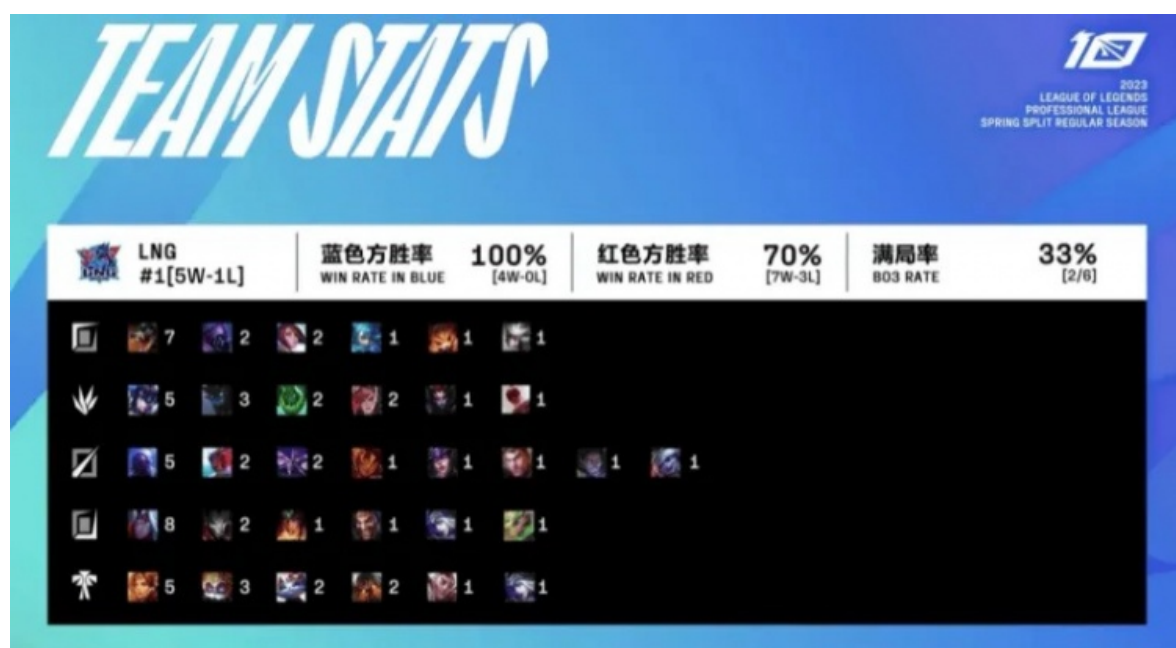 TEAM STATS
2023
LEAGUE OF LEGENDS
PROFESSIONAL LEAGUE
SPRING SPLIT REGULAR SEASON
LNG
#1[5W-1L]
蓝色方胜率 100%
WIN RATE IN BLUE [4W-0L]
红色方胜率 70%
WIN RATE IN RED [7W-3L]
满局率 33%
BO3 RATE [2/6]
7 2 2 1 1 1
5 3 2 2 1 1
5 2 2 1 1 1 1 1
8 2 1 1 1 1
5 3 2 2 1 1